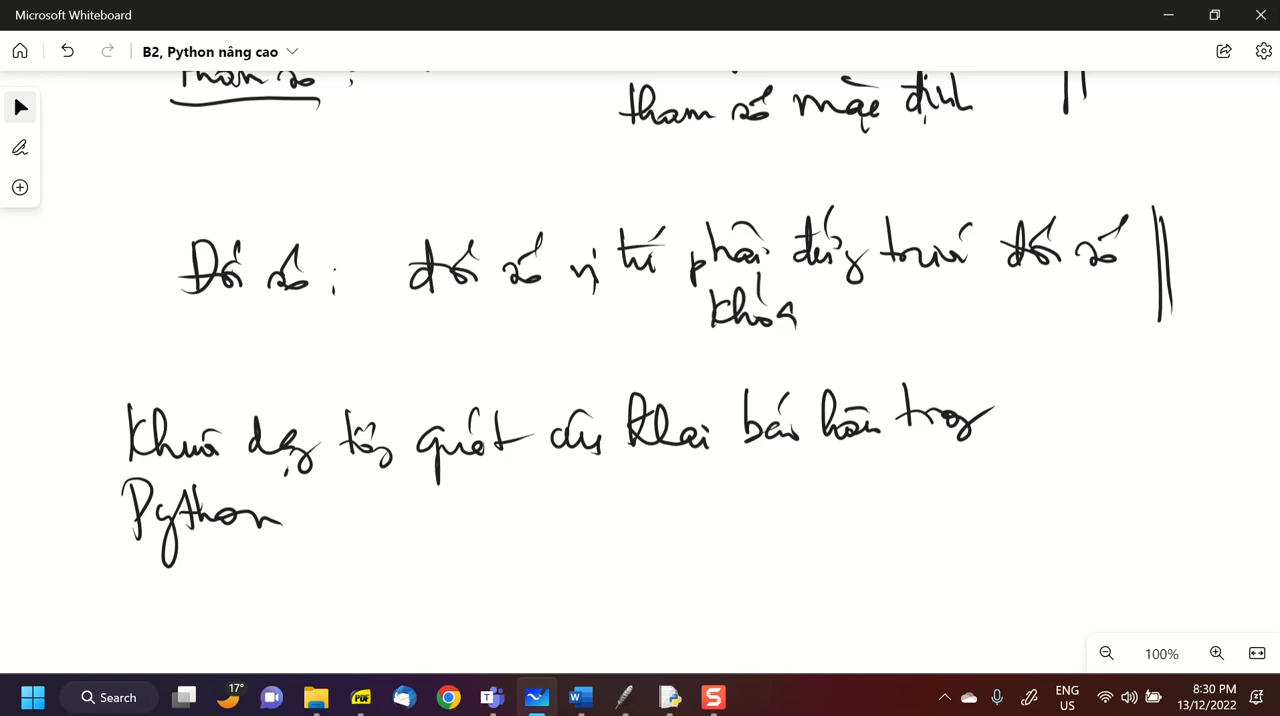 Microsoft Whiteboard
B2, Python nâng cao
Tham số :
tham số mặc định
Đối số : đối số vị trí phải đứng trước đối số
khóa
Khuôn dạng tổng quát của khai báo hàm trong
Python
100%
17°
Search
ENG
US
8:30 PM
13/12/2022